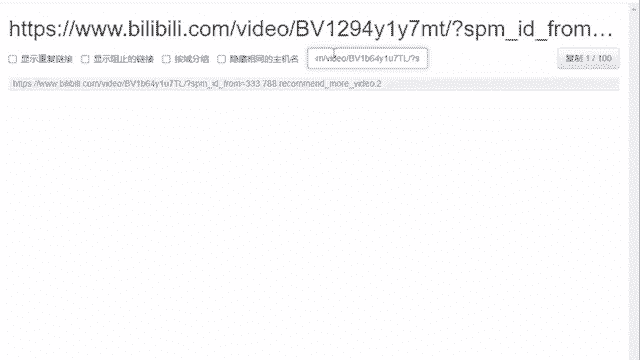 https://www.bilibili.com/video/BV1294y1y7mt/?spm_id_from…
显示重复链接 显示阻止的链接 按域分组 隐藏相同的主机名 m/video/BV1b64y1u7TL/?s 复制 1 / 100
https://www.bilibili.com/video/BV1b64y1u7TL/?spm_id_from=333.788.recommend_more_video.2